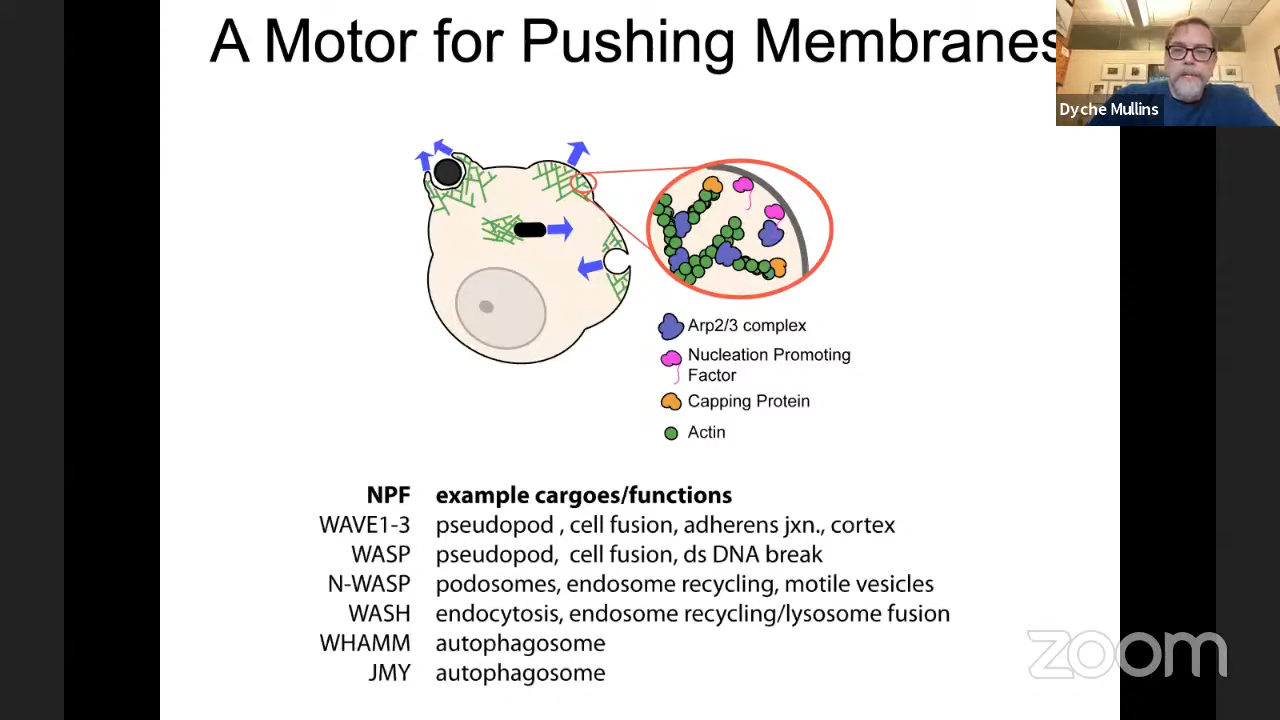 A Motor for Pushing Membranes
Dyche Mullins
Arp2/3 complex
Nucleation Promoting
Factor
Capping Protein
Actin
NPF example cargoes/functions
WAVE1-3 pseudopod , cell fusion, adherens jxn., cortex
WASP pseudopod, cell fusion, ds DNA break
N-WASP podosomes, endosome recycling, motile vesicles
WASH endocytosis, endosome recycling/lysosome fusion
WHAMM autophagosome
JMY autophagosome
zoom